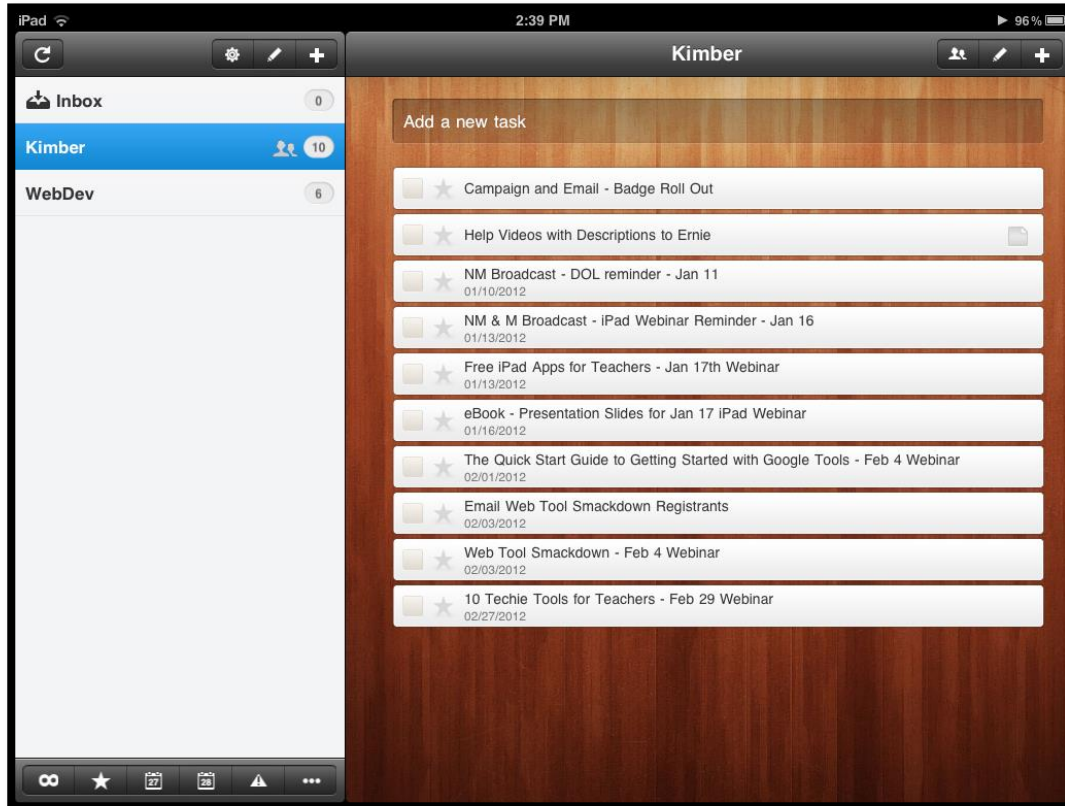 iPad 2:39 PM 96%
Kimber
Inbox 0
Kimber 10
WebDev 6
Add a new task
Campaign and Email - Badge Roll Out
Help Videos with Descriptions to Ernie
NM Broadcast - DOL reminder - Jan 11
01/10/2012
NM & M Broadcast - iPad Webinar Reminder - Jan 16
01/13/2012
Free iPad Apps for Teachers - Jan 17th Webinar
01/13/2012
eBook - Presentation Slides for Jan 17 iPad Webinar
01/16/2012
The Quick Start Guide to Getting Started with Google Tools - Feb 4 Webinar
02/01/2012
Email Web Tool Smackdown Registrants
02/03/2012
Web Tool Smackdown - Feb 4 Webinar
02/03/2012
10 Techie Tools for Teachers - Feb 29 Webinar
02/27/2012
27 28